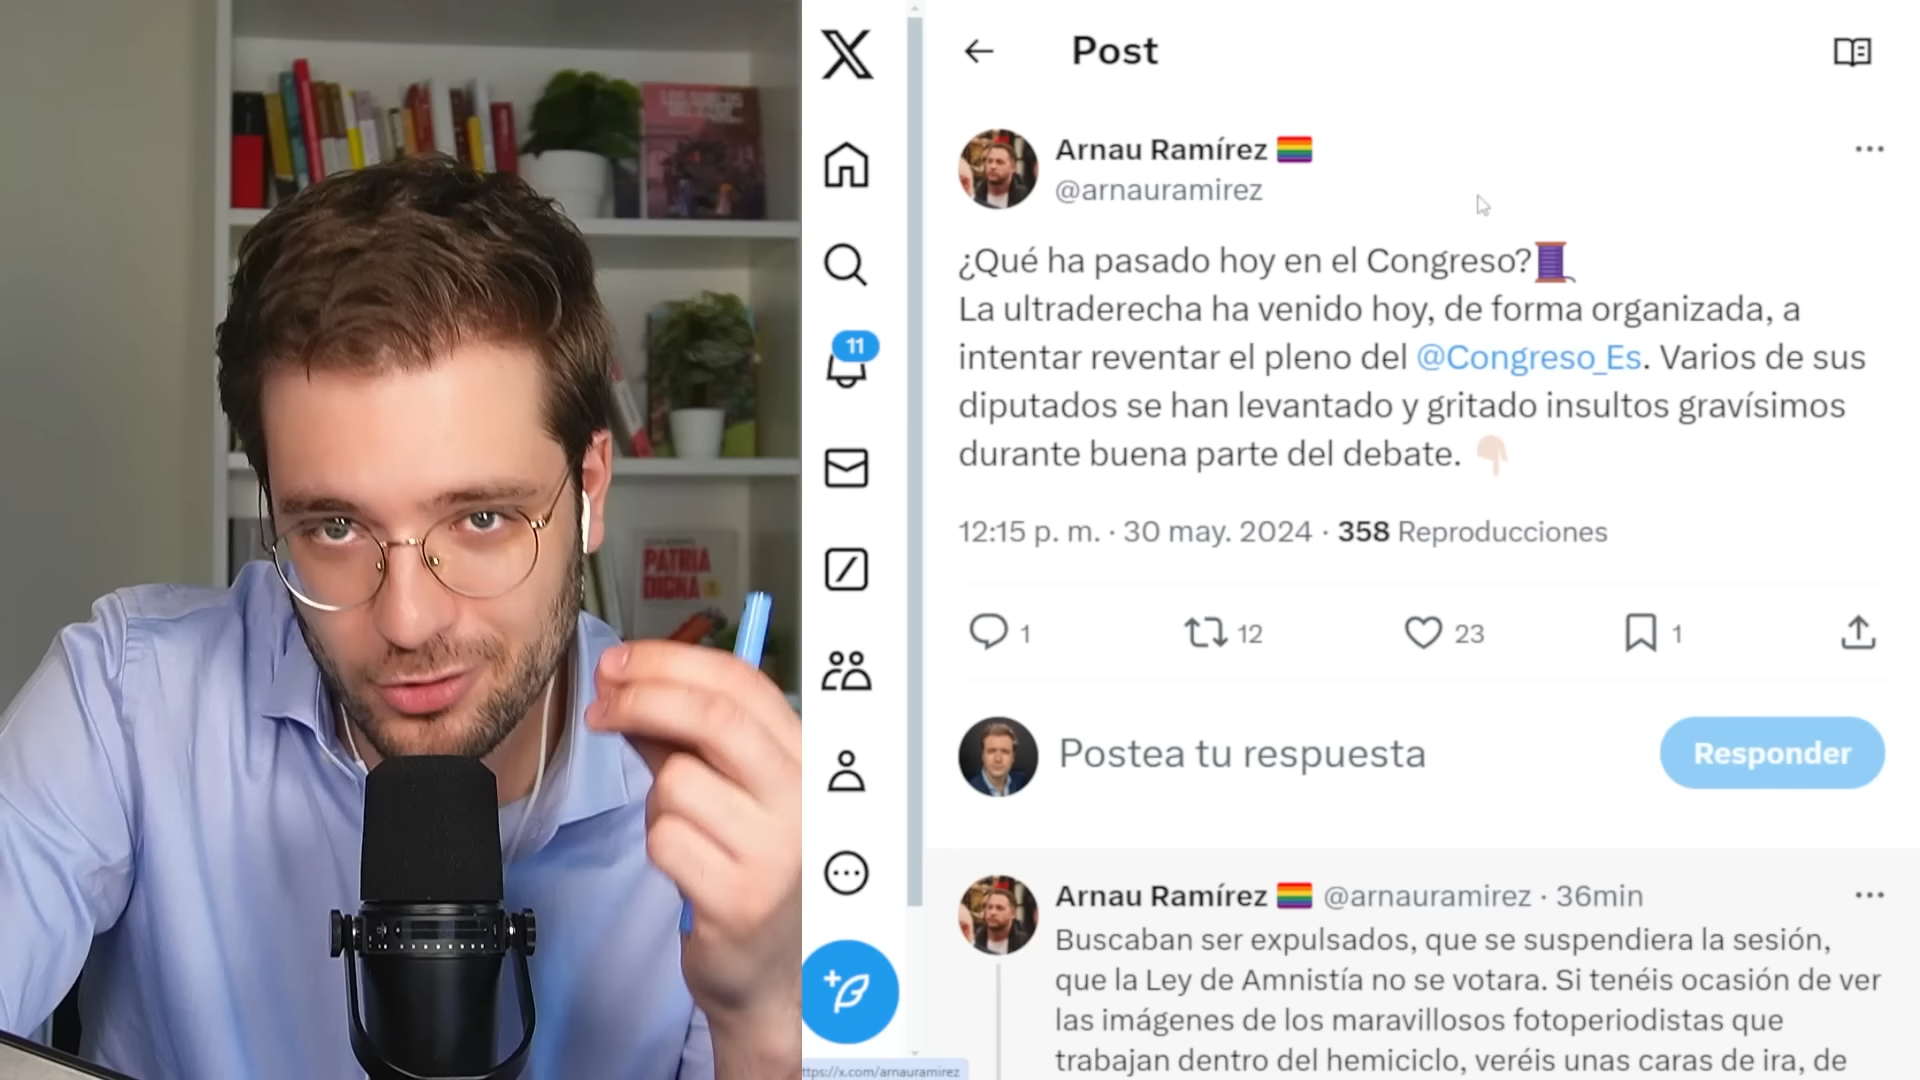 PATRIA
DIGNA
Post
Arnau Ramírez
@arnauramirez
¿Qué ha pasado hoy en el Congreso?
La ultraderecha ha venido hoy, de forma organizada, a
intentar reventar el pleno del @Congreso_Es. Varios de sus
diputados se han levantado y gritado insultos gravísimos
durante buena parte del debate.
12:15 p. m. · 30 may. 2024 · 358 Reproducciones
1 12 23 1
11
Postea tu respuesta
Responder
Arnau Ramírez @arnauramirez · 36min
Buscaban ser expulsados, que se suspendiera la sesión,
que la Ley de Amnistía no se votara. Si tenéis ocasión de ver
las imágenes de los maravillosos fotoperiodistas que
trabajan dentro del hemiciclo, veréis unas caras de ira, de
ttps://x.com/arnauramirez